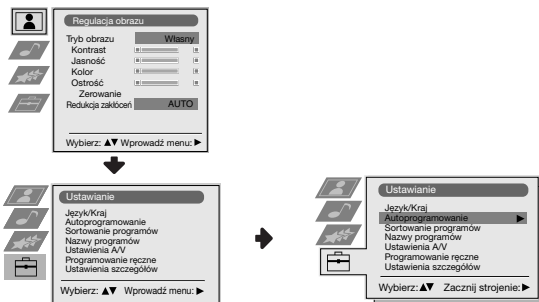 Regulacja obrazu
Tryb obrazu Własny
Kontrast
Jasność
Kolor
Ostrość
Zerowanie
Redukcja zakłóceń AUTO
Wybierz: ▲▼ Wprowadź menu: ▶
Ustawianie
Język/Kraj
Autoprogramowanie
Sortowanie programów
Nazwy programów
Ustawienia A/V
Programowanie ręczne
Ustawienia szczegółów
Wybierz: ▲▼ Wprowadź menu: ▶
Ustawianie
Język/Kraj
Autoprogramowanie ▶
Sortowanie programów
Nazwy programów
Ustawienia A/V
Programowanie ręczne
Ustawienia szczegółów
Wybierz: ▲▼ Zacznij strojenie: ▶